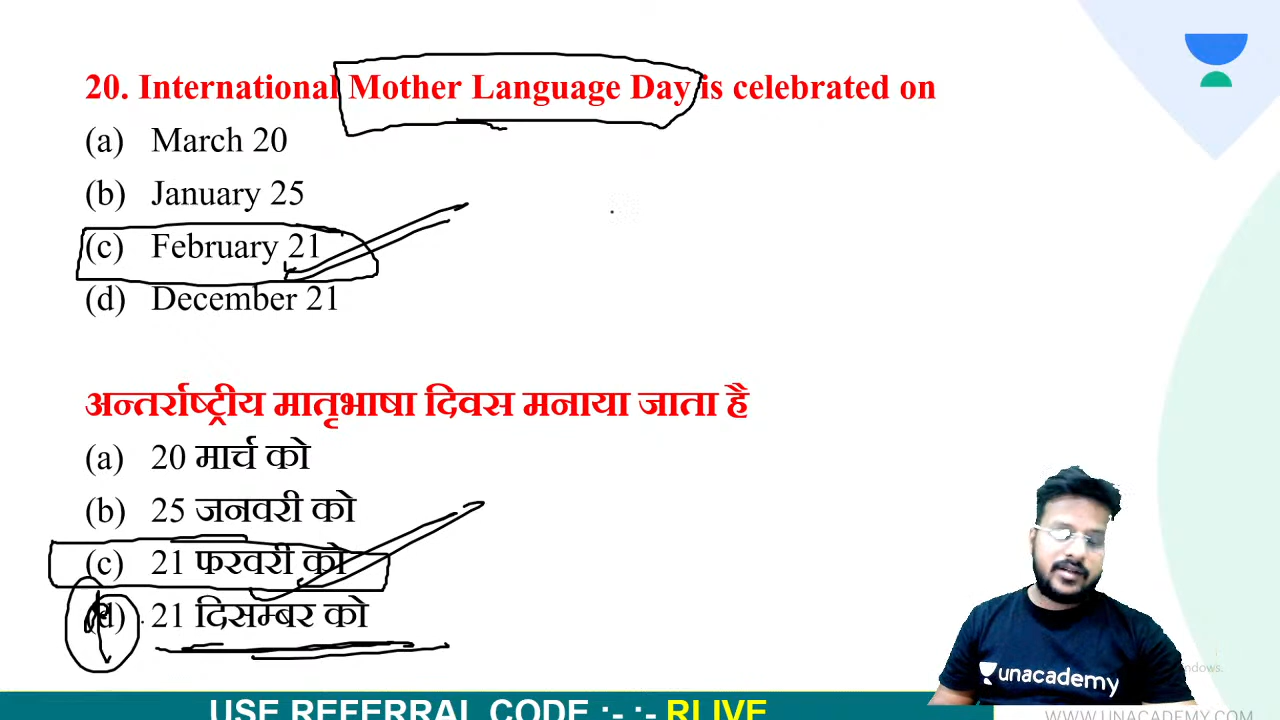 20. International Mother Language Day is celebrated on
(a) March 20
(b) January 25
(c) February 21
(d) December 21
अन्तर्राष्ट्रीय मातृभाषा दिवस मनाया जाता है
(a) 20 मार्च को
(b) 25 जनवरी को
(c) 21 फरवरी को
(d) 21 दिसम्बर को
unacademy
ndows.
USE REFERRAL CODE :- :- RLIVE
WWW.UNACADEMY.COM